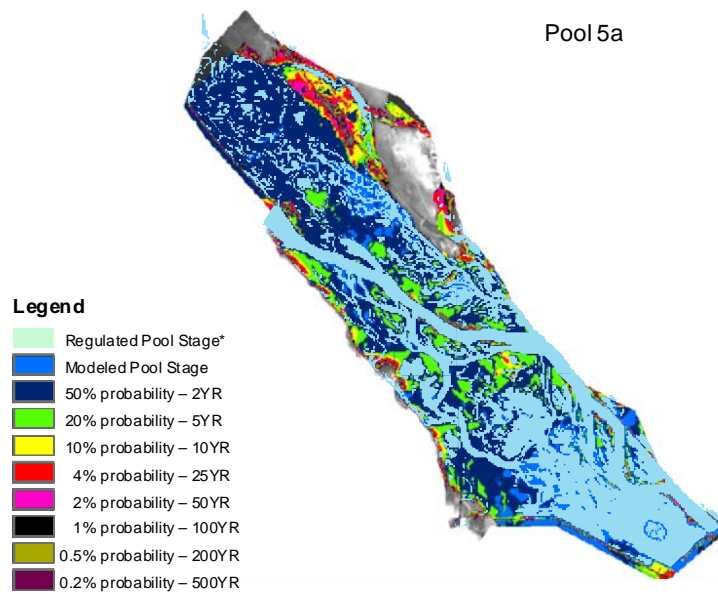 Pool 5a
Legend
Regulated Pool Stage*
Modeled Pool Stage
50% probability – 2YR
20% probability – 5YR
10% probability – 10YR
4% probability – 25YR
2% probability – 50YR
1% probability – 100YR
0.5% probability – 200YR
0.2% probability – 500YR